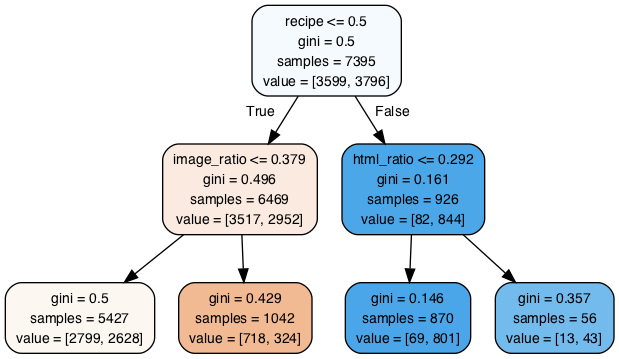 recipe <= 0.5
gini = 0.5
samples = 7395
value = [3599, 3796]
True
False
image_ratio <= 0.379
gini = 0.496
samples = 6469
value = [3517, 2952]
html_ratio <= 0.292
gini = 0.161
samples = 926
value = [82, 844]
gini = 0.5
samples = 5427
value = [2799, 2628]
gini = 0.429
samples = 1042
value = [718, 324]
gini = 0.146
samples = 870
value = [69, 801]
gini = 0.357
samples = 56
value = [13, 43]